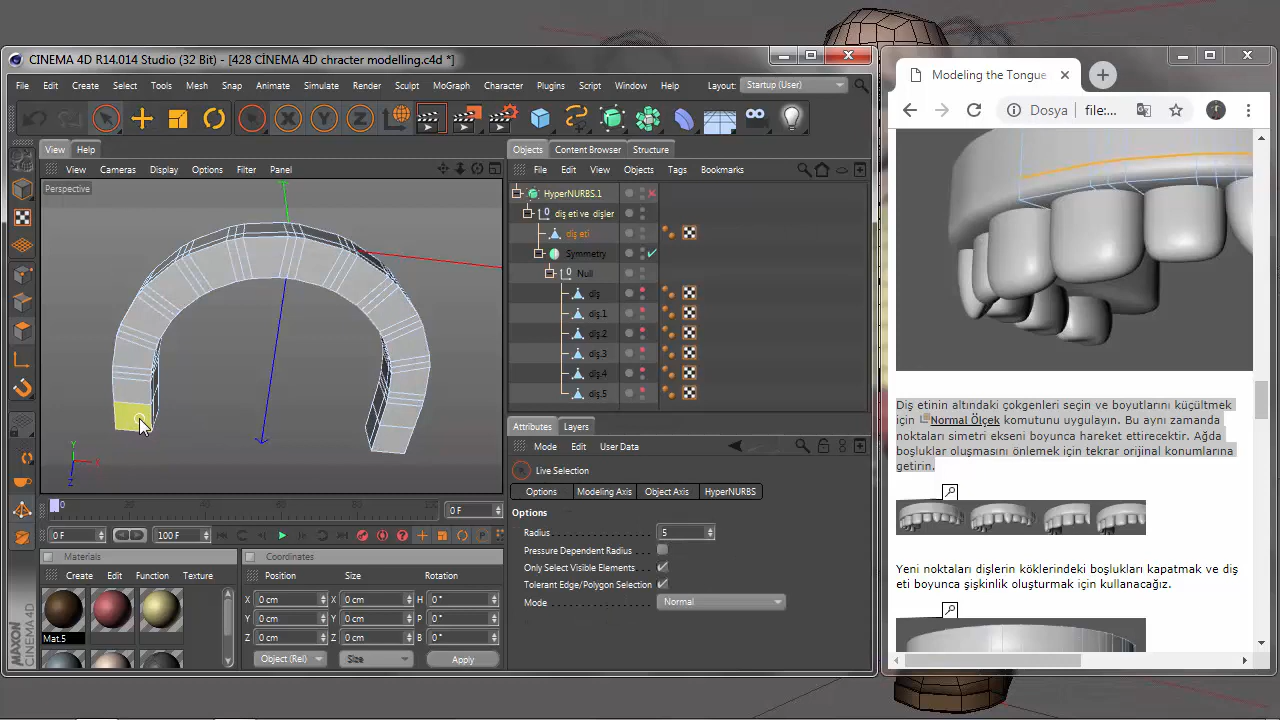 CINEMA 4D R14.014 Studio (32 Bit) - [428 CİNEMA 4D chracter modelling.c4d *]
File Edit Create Select Tools Mesh Snap Animate Simulate Render Sculpt MoGraph Character Plugins Script Window Help Layout: Startup (User)
X Y Z
View Help
View Cameras Display Options Filter Panel
Perspective
Y
X
Z
0 30 60 90 100
0 F
0 F 100 F
Materials
Create Edit Function Texture
Mat.5
Coordinates
Position Size Rotation
X 0 cm X 0 cm H 0 °
Y 0 cm Y 0 cm P 0 °
Z 0 cm Z 0 cm B 0 °
Object (Rel) Size Apply
MAXON CINEMA 4D
Objects Content Browser Structure
File Edit View Objects Tags Bookmarks
HyperNURBS.1
diş eti ve dişler
diş eti
Symmetry
Null
diş
diş.1
diş.2
diş.3
diş.4
diş.5
Attributes Layers
Mode Edit User Data
Live Selection
Options Modeling Axis Object Axis HyperNURBS
Options
Radius 5
Pressure Dependent Radius
Only Select Visible Elements
Tolerant Edge/Polygon Selection
Mode Normal
Modeling the Tongue
Dosya file:...
Diş etinin altındaki çokgenleri seçin ve boyutlarını küçültmek
için Normal Ölçek komutunu uygulayın. Bu aynı zamanda
noktaları simetri ekseni boyunca hareket ettirecektir. Ağda
boşluklar oluşmasını önlemek için tekrar orijinal konumlarına
getirin.
Yeni noktaları dişlerin köklerindeki boşlukları kapatmak ve diş
eti boyunca şişkinlik oluşturmak için kullanacağız.